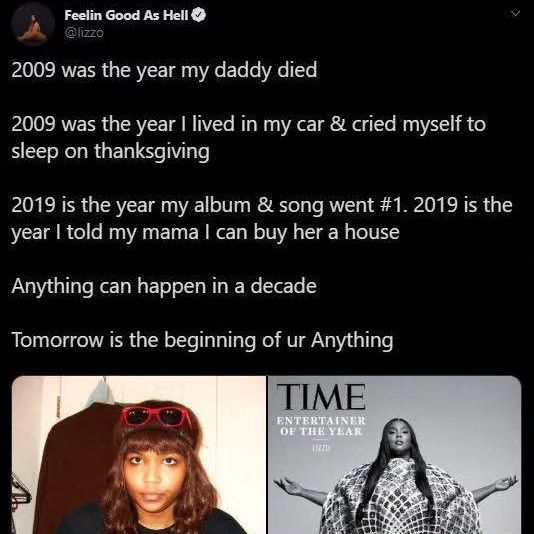 Feelin Good As Hell
@lizzo
2009 was the year my daddy died
2009 was the year I lived in my car & cried myself to
sleep on thanksgiving
2019 is the year my album & song went #1. 2019 is the
year I told my mama I can buy her a house
Anything can happen in a decade
Tomorrow is the beginning of ur Anything
TIME
ENTERTAINER
OF THE YEAR
LIZZO